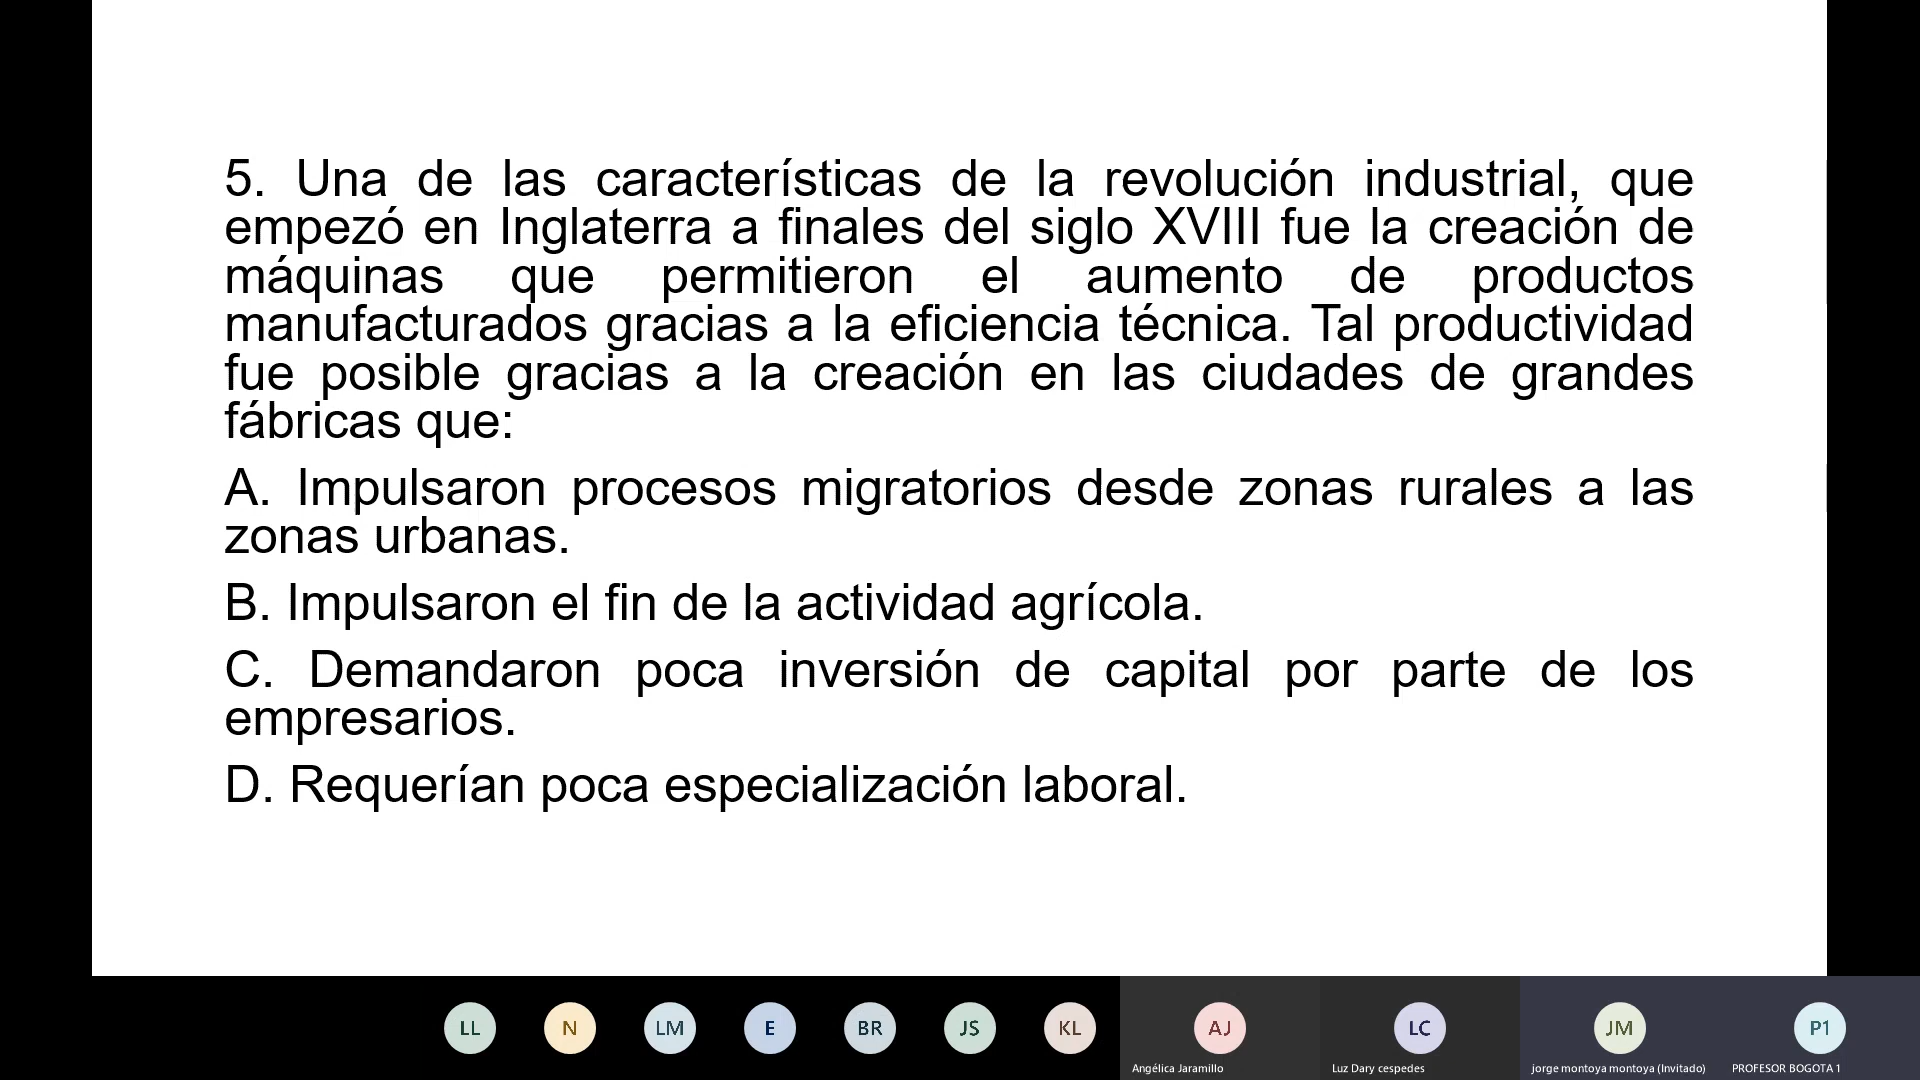 5. Una de las características de la revolución industrial, que
empezó en Inglaterra a finales del siglo XVIII fue la creación de
máquinas que permitieron el aumento de productos
manufacturados gracias a la eficiencia técnica. Tal productividad
fue posible gracias a la creación en las ciudades de grandes
fábricas que:
A. Impulsaron procesos migratorios desde zonas rurales a las
zonas urbanas.
B. Impulsaron el fin de la actividad agrícola.
C. Demandaron poca inversión de capital por parte de los
empresarios.
D. Requerían poca especialización laboral.
LL N LM E BR JS KL AJ LC JM P1
Angélica Jaramillo Luz Dary cespedes jorge montoya montoya (Invitado) PROFESOR BOGOTA 1